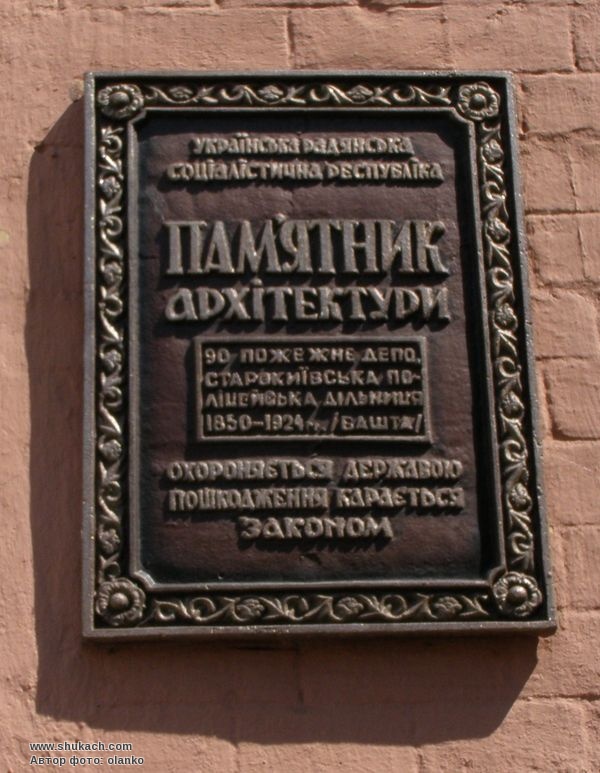 УКРАЇНСЬКА РАДЯНСЬКА
СОЦІАЛІСТИЧНА РЕСПУБЛІКА
ПАМ'ЯТНИК
АРХІТЕКТУРИ
90 ПОЖЕЖНЕ ДЕПО,
СТАРОКИЇВСЬКА ПО-
ЛІЦЕЙСЬКА ДІЛЬНИЦЯ
1850-1924 рр. /БАШТА/
ОХОРОНЯЄТЬСЯ ДЕРЖАВОЮ
ПОШКОДЖЕННЯ КАРАЄТЬСЯ
ЗАКОНОМ
www.shukach.com
Автор фото: olanko